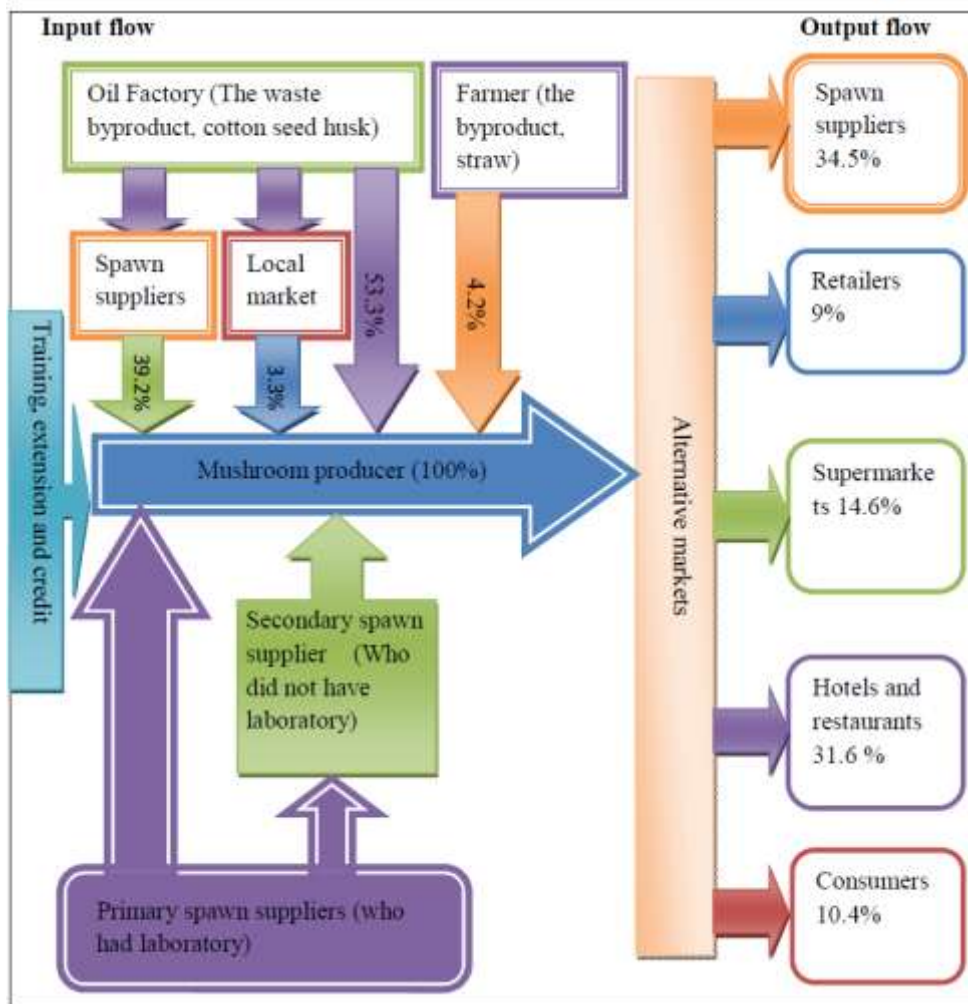 Input flow
Output flow
Oil Factory (The waste
byproduct, cotton seed husk)
Farmer (the
byproduct,
straw)
Spawn
suppliers
34.5%
Spawn
suppliers
Local
market
53.3%
4.2%
Retailers
9%
39.2%
3.3%
Training, extension and credit
Mushroom producer (100%)
Alternative markets
Supermarke
ts 14.6%
Secondary spawn
supplier (Who
did not have
laboratory)
Hotels and
restaurants
31.6 %
Primary spawn suppliers (who
had laboratory)
Consumers
10.4%